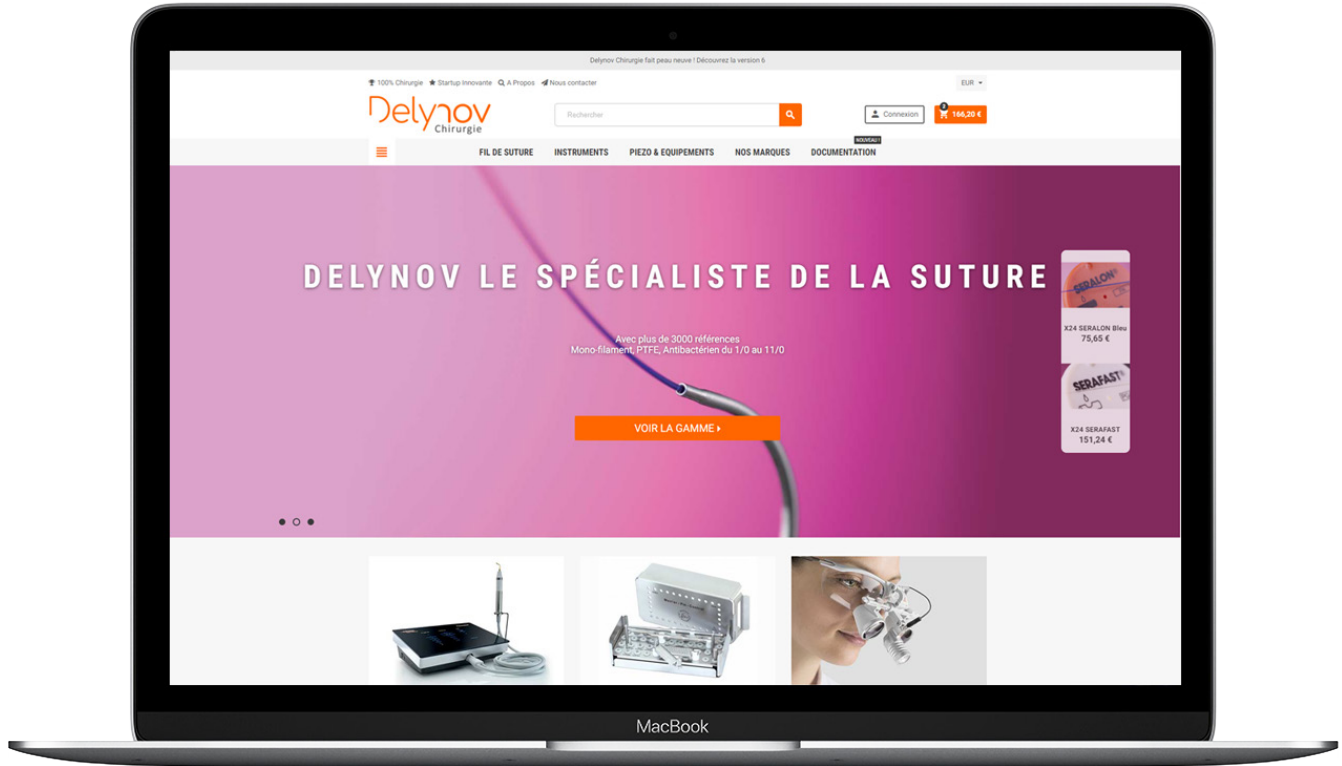 Delynov Chirurgie fait peau neuve ! Découvrez la version 6
100% Chirurgie Startup Innovante A Propos Nous contacter EUR
Delynov
Chirurgie
Rechercher
Connexion
2
166,20 €
NOUVEAU !
FIL DE SUTURE INSTRUMENTS PIEZO & EQUIPEMENTS NOS MARQUES DOCUMENTATION
DELYNOV LE SPÉCIALISTE DE LA SUTURE
Avec plus de 3000 références
Mono-filament, PTFE, Antibactérien du 1/0 au 11/0
VOIR LA GAMME
SERALON®
X24 SERALON Bleu
75,65 €
SERAFAST®
X24 SERAFAST
151,24 €
MacBook